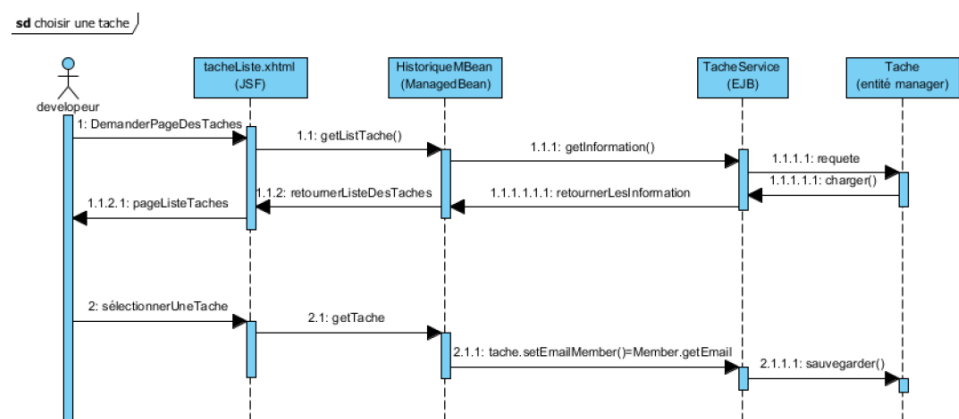 sd choisir une tache
tacheListe.xhtml
(JSF)
HistoriqueMBean
(ManagedBean)
TacheService
(EJB)
Tache
(entité manager)
developeur
1: DemanderPageDesTaches
1.1: getListTache()
1.1.1: getInformation()
1.1.1.1: requete
1.1.1.1.1: charger()
1.1.1.1.1.1: retournerLesInformation
1.1.2: retournerListeDesTaches
1.1.2.1: pageListeTaches
2: sélectionnerUneTache
2.1: getTache
2.1.1: tache.setEmailMember()=Member.getEmail
2.1.1.1: sauvegarder()